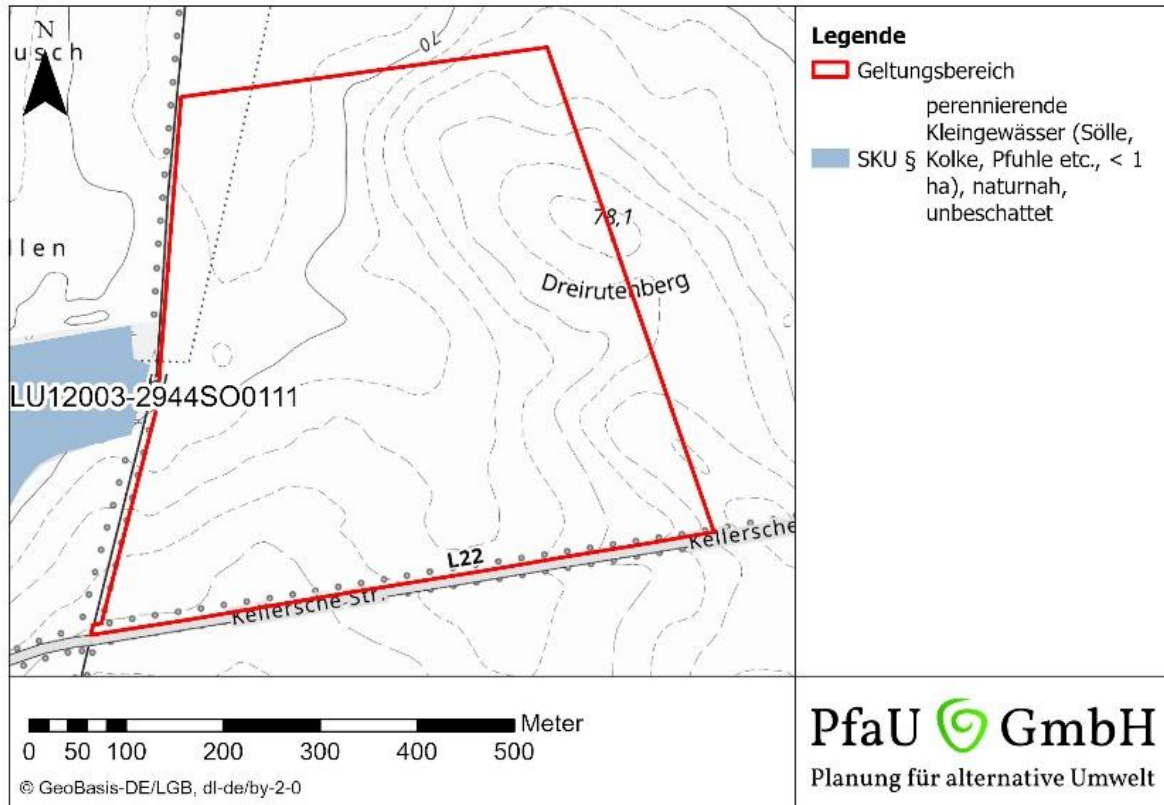 N
usch
70
78,1
llen
Dreirutenberg
LU12003-2944SO0111
L22
Kellersche Str.
Kellersche
Meter
0 50 100 200 300 400 500
© GeoBasis-DE/LGB, dl-de/by-2-0
Legende
Geltungsbereich
perennierende
Kleingewässer (Sölle,
SKU § Kolke, Pfuhle etc., < 1
ha), naturnah,
unbeschattet
PfaU GmbH
Planung für alternative Umwelt